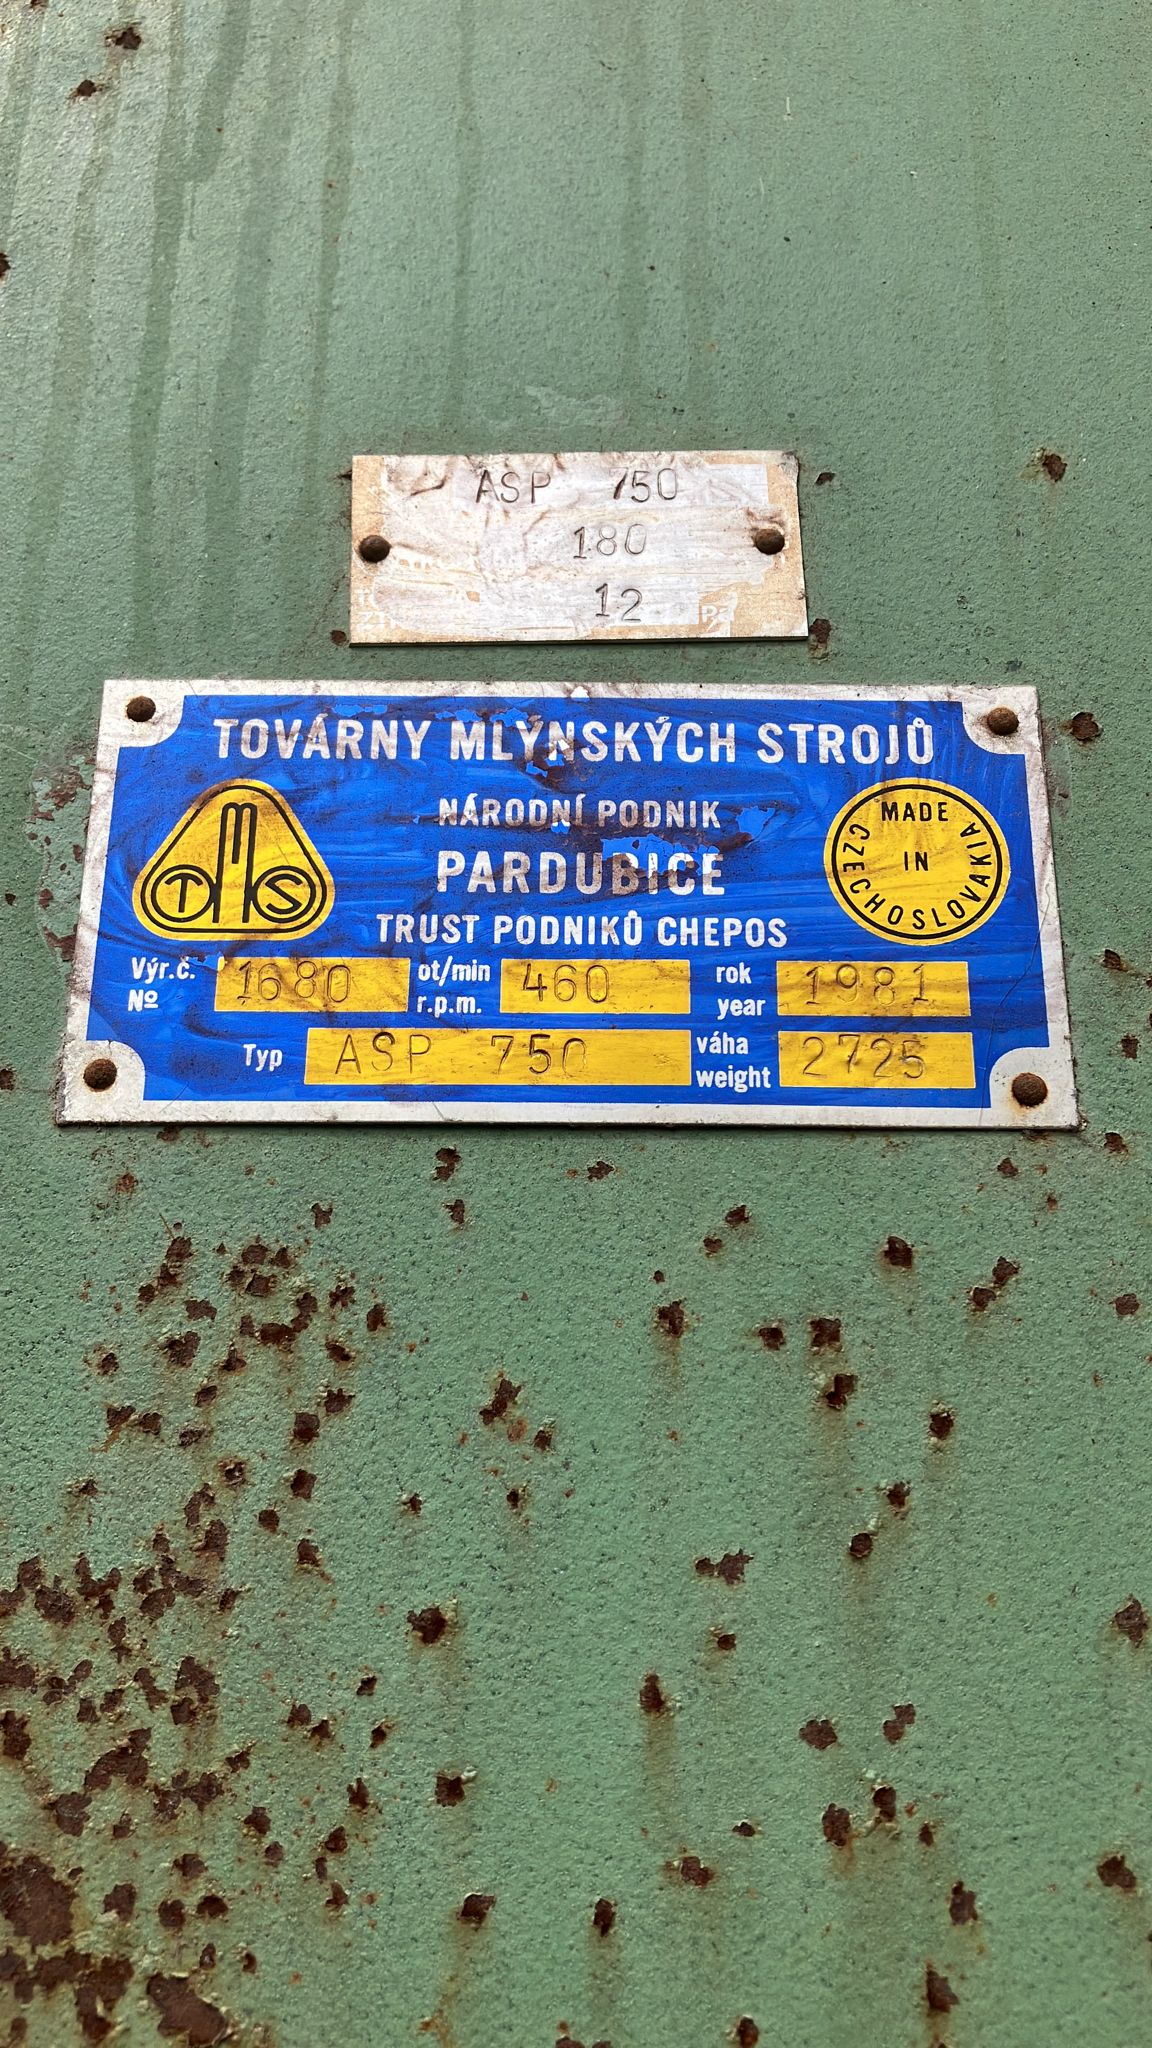 ASP 750
180
12
TOVÁRNY MLÝNSKÝCH STROJŮ
NÁRODNÍ PODNIK
PARDUBICE
TRUST PODNIKŮ CHEPOS
TMS
MADE IN CZECHOSLOVAKIA
Výr.č. 1680 ot/min 460 rok 1981
Nº r.p.m. year
Typ ASP 750 váha 2725
weight